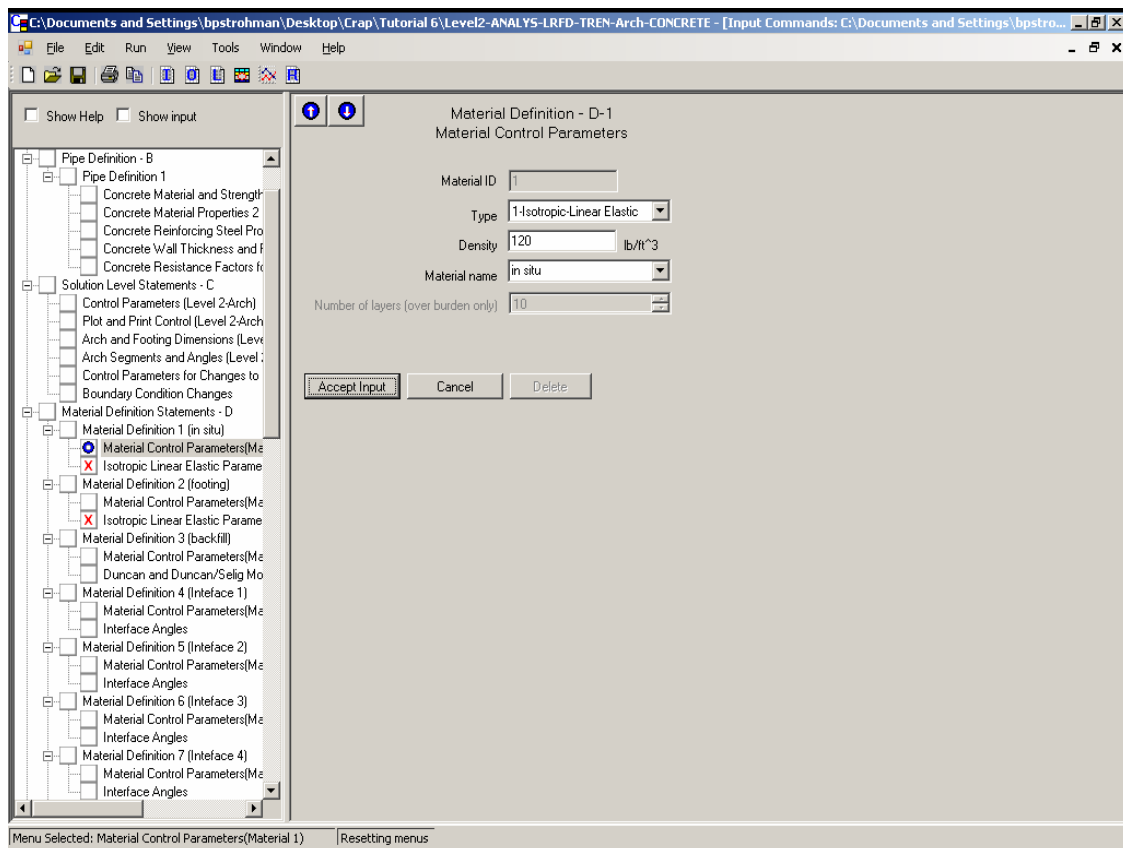 C:\Documents and Settings\bpstrohman\Desktop\Crap\Tutorial 6\Level2-ANALYS-LRFD-TREN-Arch-CONCRETE - [Input Commands: C:\Documents and Settings\bpstro...
File Edit Run View Tools Window Help
Show Help Show input
Pipe Definition - B
Pipe Definition 1
Concrete Material and Strength
Concrete Material Properties 2
Concrete Reinforcing Steel Pro
Concrete Wall Thickness and F
Concrete Resistance Factors fo
Solution Level Statements - C
Control Parameters (Level 2-Arch)
Plot and Print Control (Level 2-Arch
Arch and Footing Dimensions (Leve
Arch Segments and Angles (Level
Control Parameters for Changes to
Boundary Condition Changes
Material Definition Statements - D
Material Definition 1 (in situ)
Material Control Parameters(Ma
Isotropic Linear Elastic Parame
Material Definition 2 (footing)
Material Control Parameters(Ma
Isotropic Linear Elastic Parame
Material Definition 3 (backfill)
Material Control Parameters(Ma
Duncan and Duncan/Selig Mo
Material Definition 4 (Inteface 1)
Material Control Parameters(Ma
Interface Angles
Material Definition 5 (Inteface 2)
Material Control Parameters(Ma
Interface Angles
Material Definition 6 (Inteface 3)
Material Control Parameters(Ma
Interface Angles
Material Definition 7 (Inteface 4)
Material Control Parameters(Ma
Interface Angles
Material Definition - D-1
Material Control Parameters
Material ID 1
Type 1-Isotropic-Linear Elastic
Density 120 lb/ft^3
Material name in situ
Number of layers (over burden only) 10
Accept Input Cancel Delete
Menu Selected: Material Control Parameters(Material 1) Resetting menus